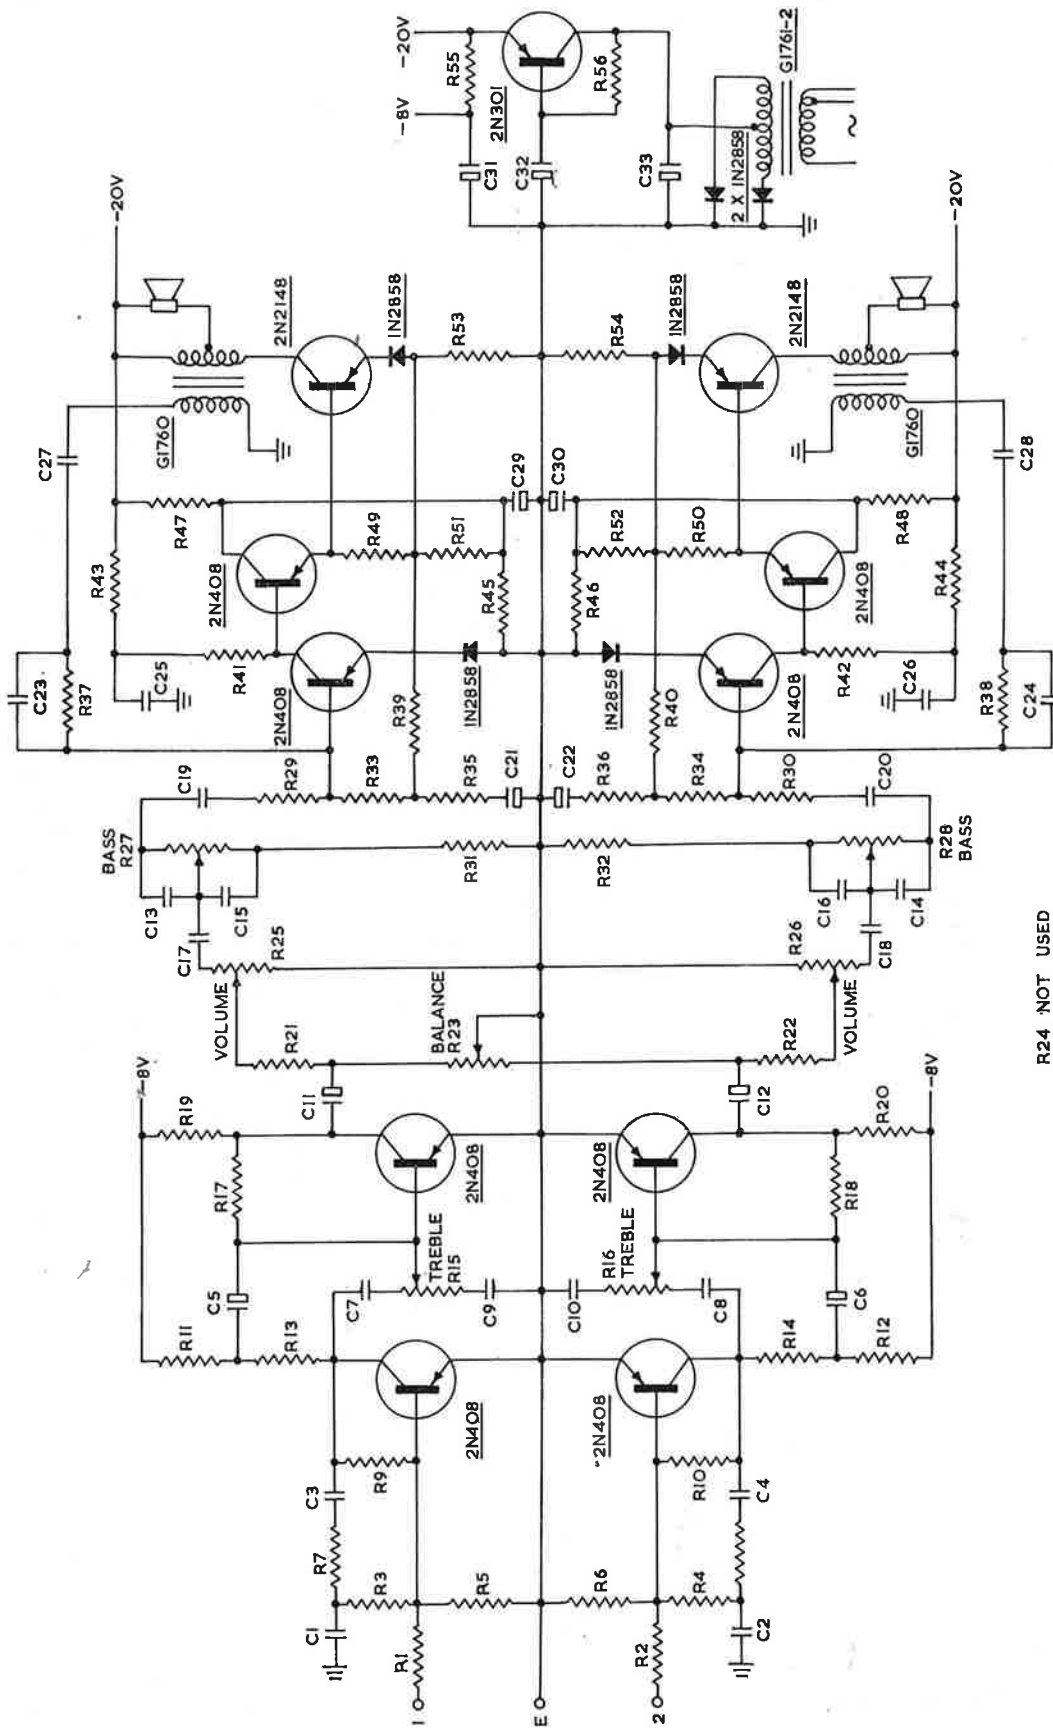 1
E
2
R1
R2
C1
C2
R3
R4
R5
R6
R7
C3
C4
R9
R10
2N408
2N408
R11
R12
R13
R14
C5
C6
C7
C8
C9
C10
TREBLE
R15
R16
TREBLE
-8V
-8V
R17
R18
R19
R20
2N408
2N408
C11
C12
R21
R22
BALANCE
R23
VOLUME
VOLUME
R25
R26
C17
C18
C13
C14
C15
C16
BASS
R27
R28
BASS
R31
R32
C19
C20
R29
R30
R33
R34
R35
R36
C21
C22
C23
C24
R37
R38
C25
C26
R39
R40
R41
R42
2N408
2N408
IN2858
IN2858
R43
R44
2N408
2N408
R45
R46
R47
R48
R49
R50
R51
R52
C27
C28
C29
C30
G1760
G1760
2N2148
2N2148
IN2858
IN2858
R53
R54
-20V
-20V
-8V
-20V
C31
R55
2N301
C32
R56
C33
2 X IN2858
G1761-2
R24 NOT USED